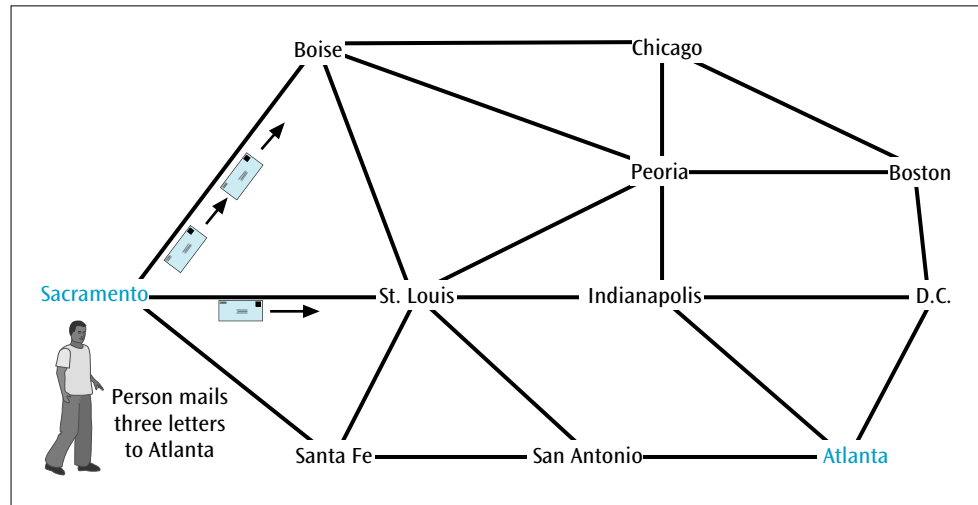 Boise
Chicago
Peoria
Boston
Sacramento
St. Louis
Indianapolis
D.C.
Person mails
three letters
to Atlanta
Santa Fe
San Antonio
Atlanta